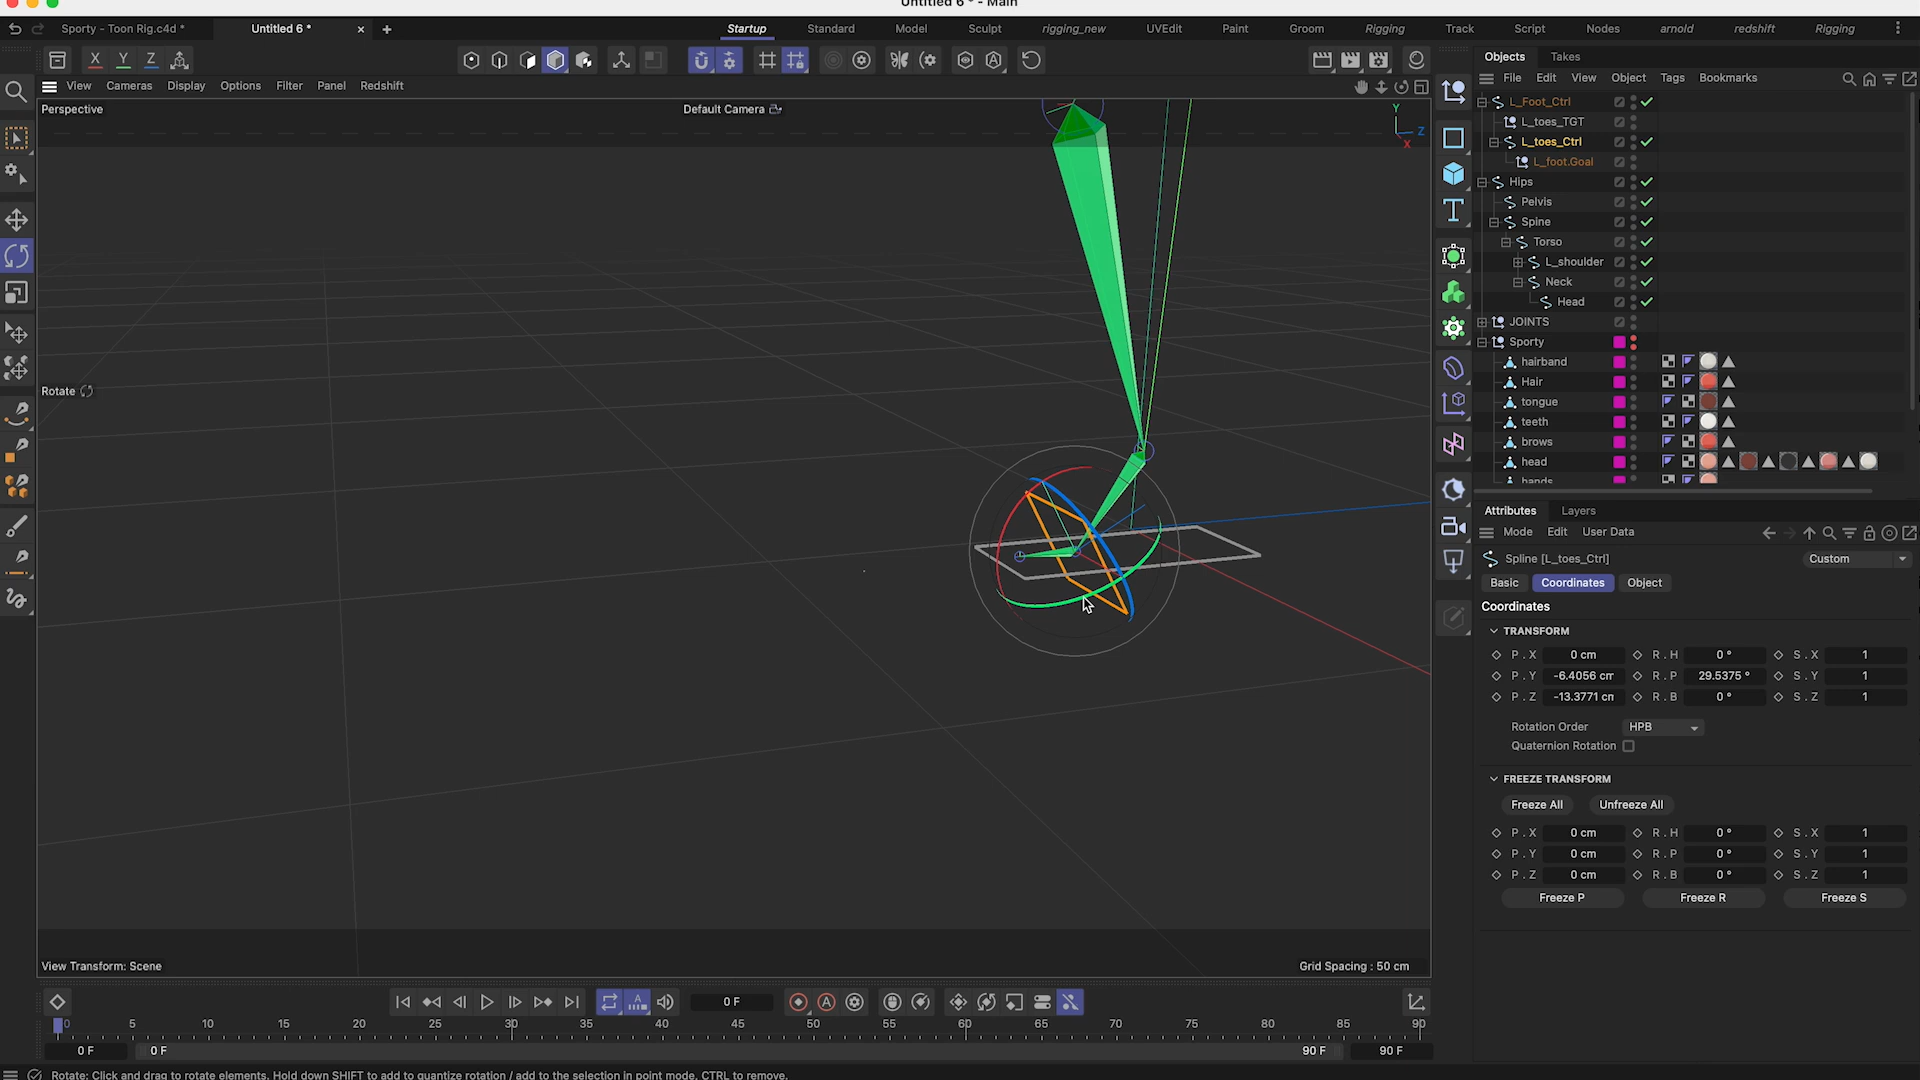 Untitled 6 * - Main
Sporty - Toon Rig.c4d *
Untitled 6 *
Startup
Standard
Model
Sculpt
rigging_new
UVEdit
Paint
Groom
Rigging
Track
Script
Nodes
arnold
redshift
Rigging
X
Y
Z
Objects
Takes
View
Cameras
Display
Options
Filter
Panel
Redshift
File
Edit
View
Object
Tags
Bookmarks
Perspective
Default Camera
Y
Z
X
L_Foot_Ctrl
L_toes_TGT
L_toes_Ctrl
L_foot.Goal
Hips
Pelvis
Spine
Torso
L_shoulder
Neck
Head
JOINTS
Sporty
hairband
Hair
tongue
teeth
brows
head
hands
Rotate
Attributes
Layers
Mode
Edit
User Data
Spline [L_toes_Ctrl]
Custom
Basic
Coordinates
Object
Coordinates
TRANSFORM
P . X 0 cm R . H 0 ° S . X 1
P . Y -6.4056 cm R . P 29.5375 ° S . Y 1
P . Z -13.3771 cm R . B 0 ° S . Z 1
Rotation Order HPB
Quaternion Rotation
FREEZE TRANSFORM
Freeze All
Unfreeze All
P . X 0 cm R . H 0 ° S . X 1
P . Y 0 cm R . P 0 ° S . Y 1
P . Z 0 cm R . B 0 ° S . Z 1
Freeze P
Freeze R
Freeze S
View Transform: Scene
Grid Spacing : 50 cm
0 F
0 5 10 15 20 25 30 35 40 45 50 55 60 65 70 75 80 85 90
0 F
0 F
90 F
90 F
Rotate: Click and drag to rotate elements. Hold down SHIFT to add to quantize rotation / add to the selection in point mode, CTRL to remove.